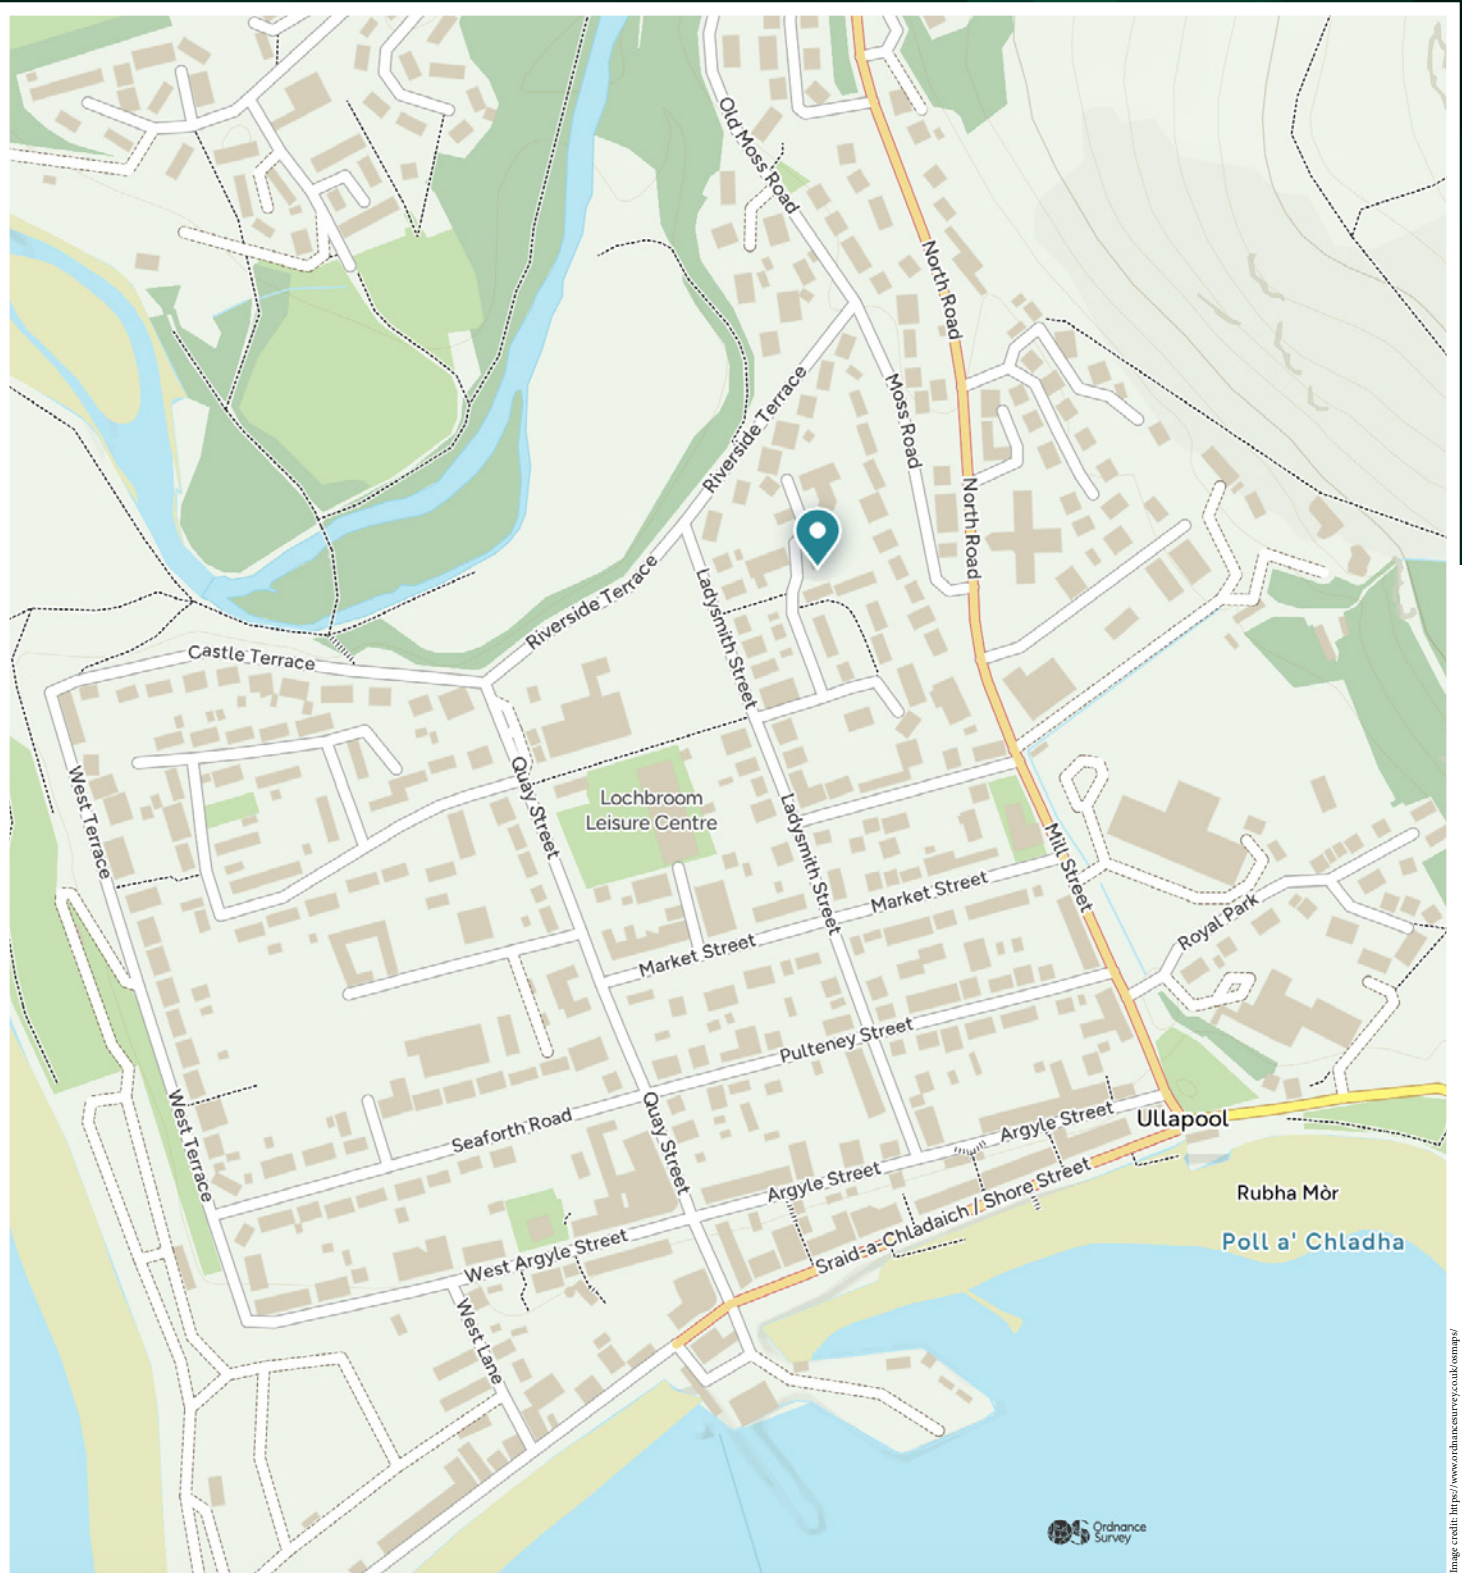 Old Moss Road
North Road
Riverside Terrace
Moss Road
North Road
Riverside Terrace
Ladysmith Street
Castle Terrace
West Terrace
Quay Street
Lochbroom
Leisure Centre
Ladysmith Street
Mill Street
Market Street
Market Street
Royal Park
Pulteney Street
West Terrace
Seaforth Road
Quay Street
Argyle Street
Ullapool
Argyle Street
Sraid-a-Chladaich / Shore Street
Rubha Mòr
Poll a' Chladha
West Argyle Street
West Lane
Ordnance
Survey
Image credit: https://www.ordnancesurvey.co.uk/osmaps/